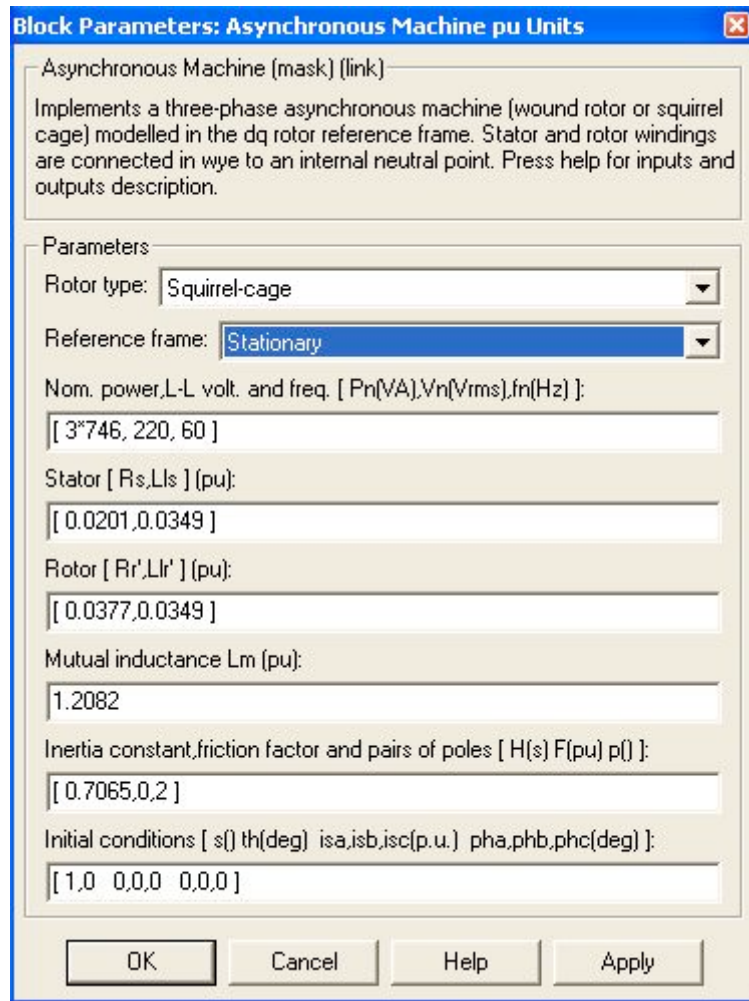 Block Parameters: Asynchronous Machine pu Units
Asynchronous Machine (mask) (link)
Implements a three-phase asynchronous machine (wound rotor or squirrel
cage) modelled in the dq rotor reference frame. Stator and rotor windings
are connected in wye to an internal neutral point. Press help for inputs and
outputs description.
Parameters
Rotor type: Squirrel-cage
Reference frame: Stationary
Nom. power,L-L volt. and freq. [ Pn(VA),Vn(Vrms),fn(Hz) ]:
[ 3*746, 220, 60 ]
Stator [ Rs,Lls ] (pu):
[ 0.0201,0.0349 ]
Rotor [ Rr',Llr' ] (pu):
[ 0.0377,0.0349 ]
Mutual inductance Lm (pu):
1.2082
Inertia constant,friction factor and pairs of poles [ H(s) F(pu) p() ]:
[ 0.7065,0,2 ]
Initial conditions [ s() th(deg) isa,isb,isc(p.u.) pha,phb,phc(deg) ]:
[ 1,0 0,0,0 0,0,0 ]
OK Cancel Help Apply